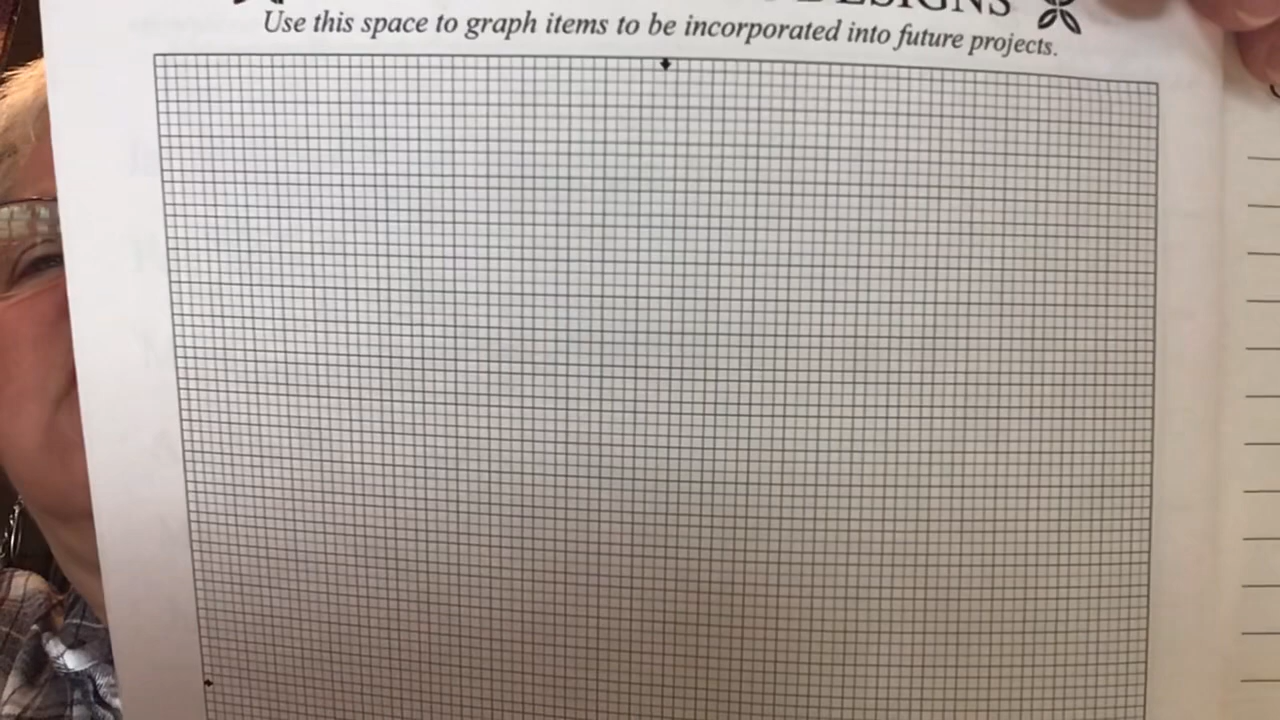 Use this space to graph items to be incorporated into future projects.